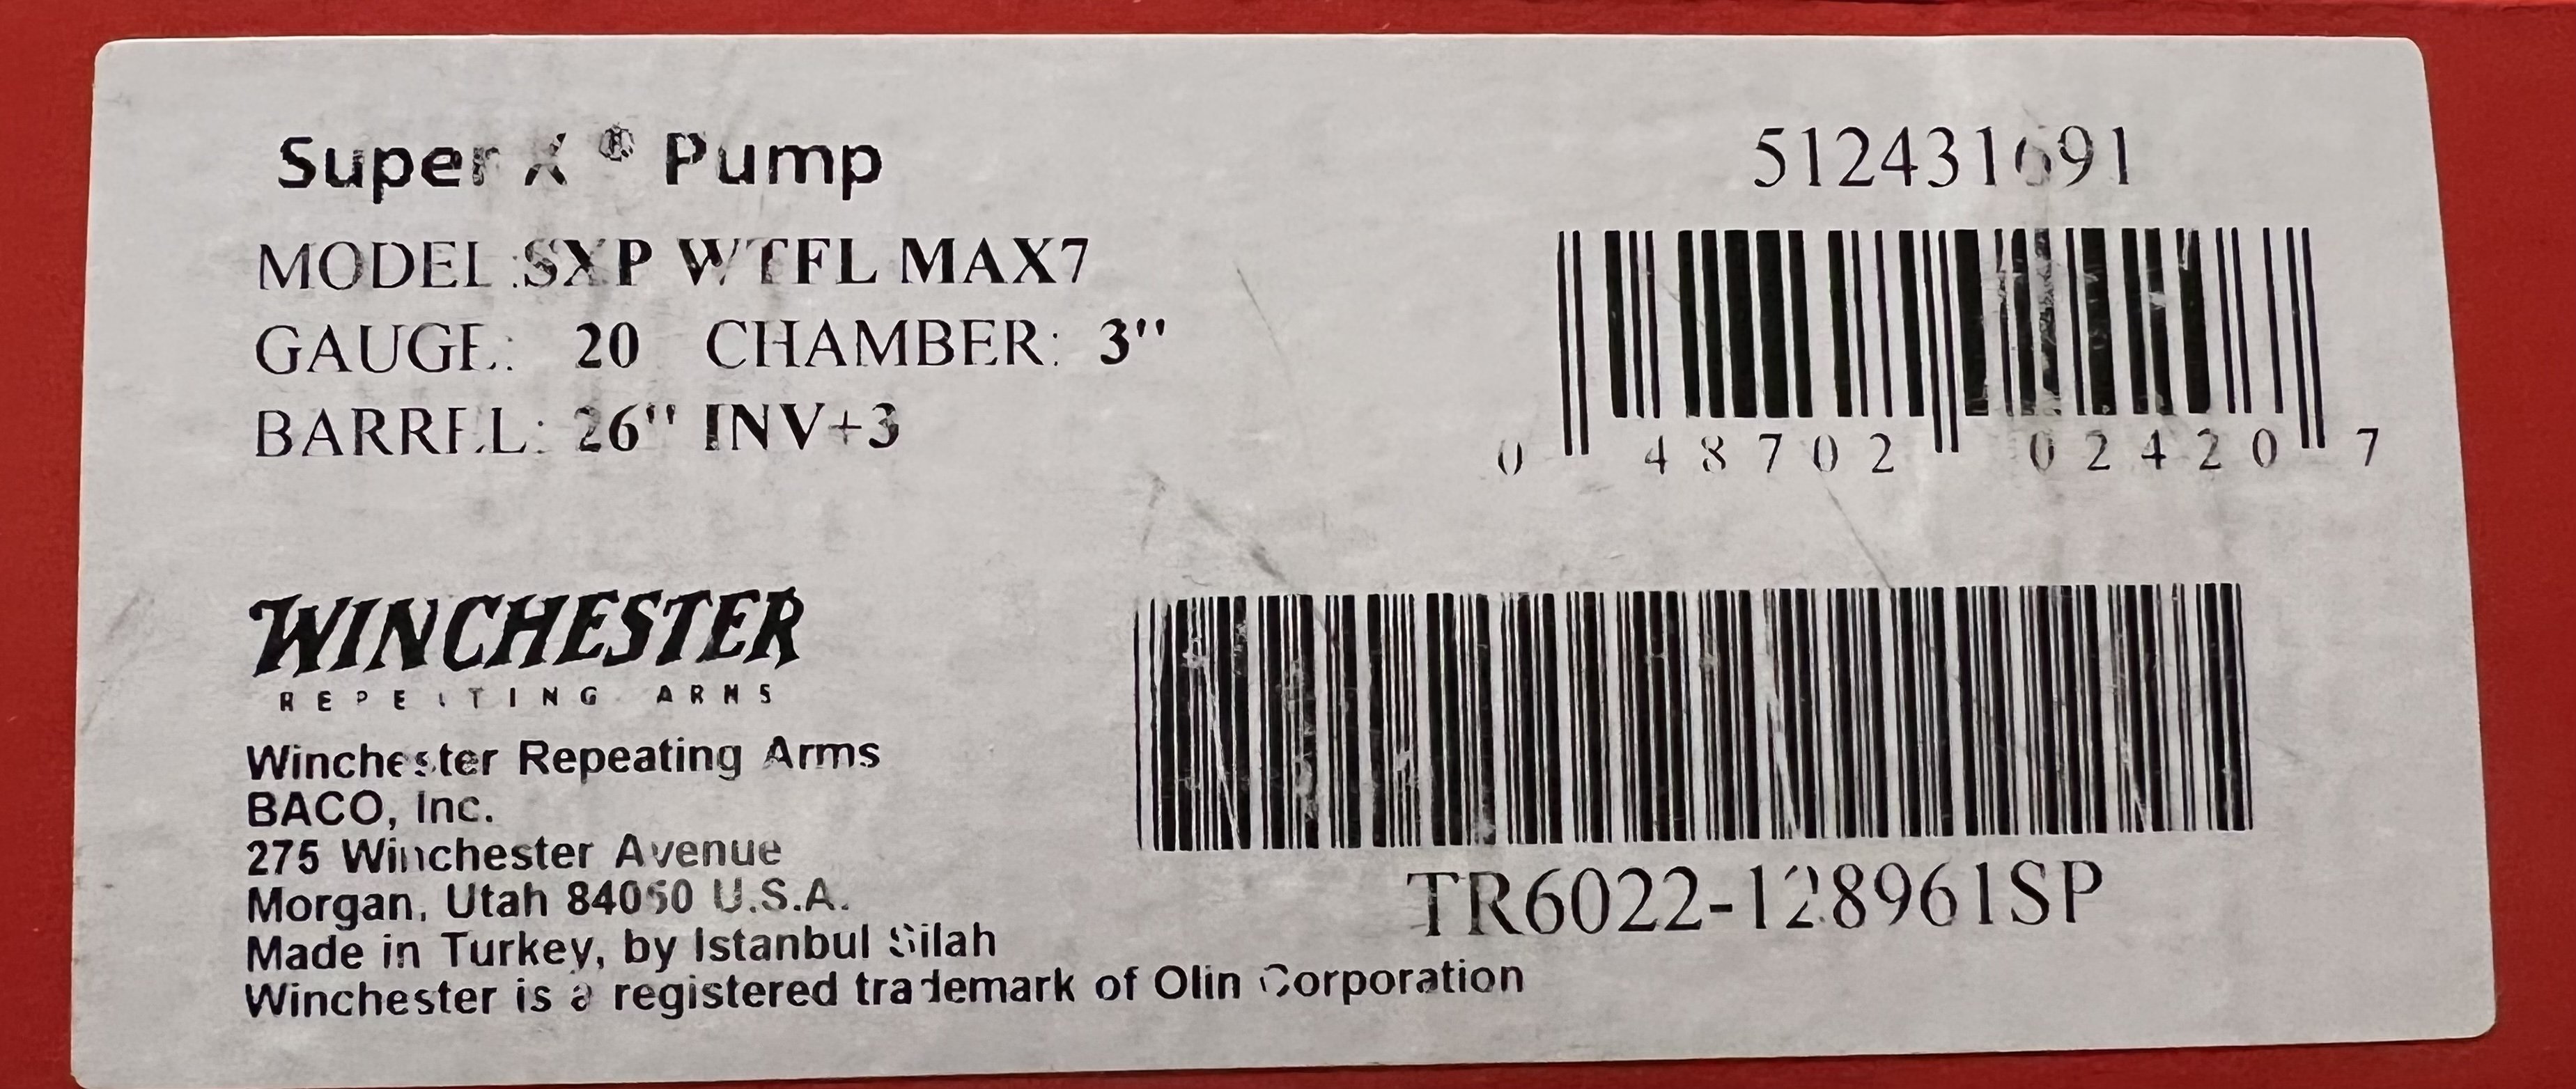 Super X ® Pump
512431691
MODEL:SXP WTFL MAX7
GAUGE: 20 CHAMBER: 3"
BARREL: 26" INV+3
0 48702 02420 7
WINCHESTER
REPEATING ARMS
Winchester Repeating Arms
BACO, Inc.
275 Winchester Avenue
Morgan, Utah 84050 U.S.A.
Made in Turkey, by Istanbul Silah
Winchester is a registered trademark of Olin Corporation
TR6022-128961SP